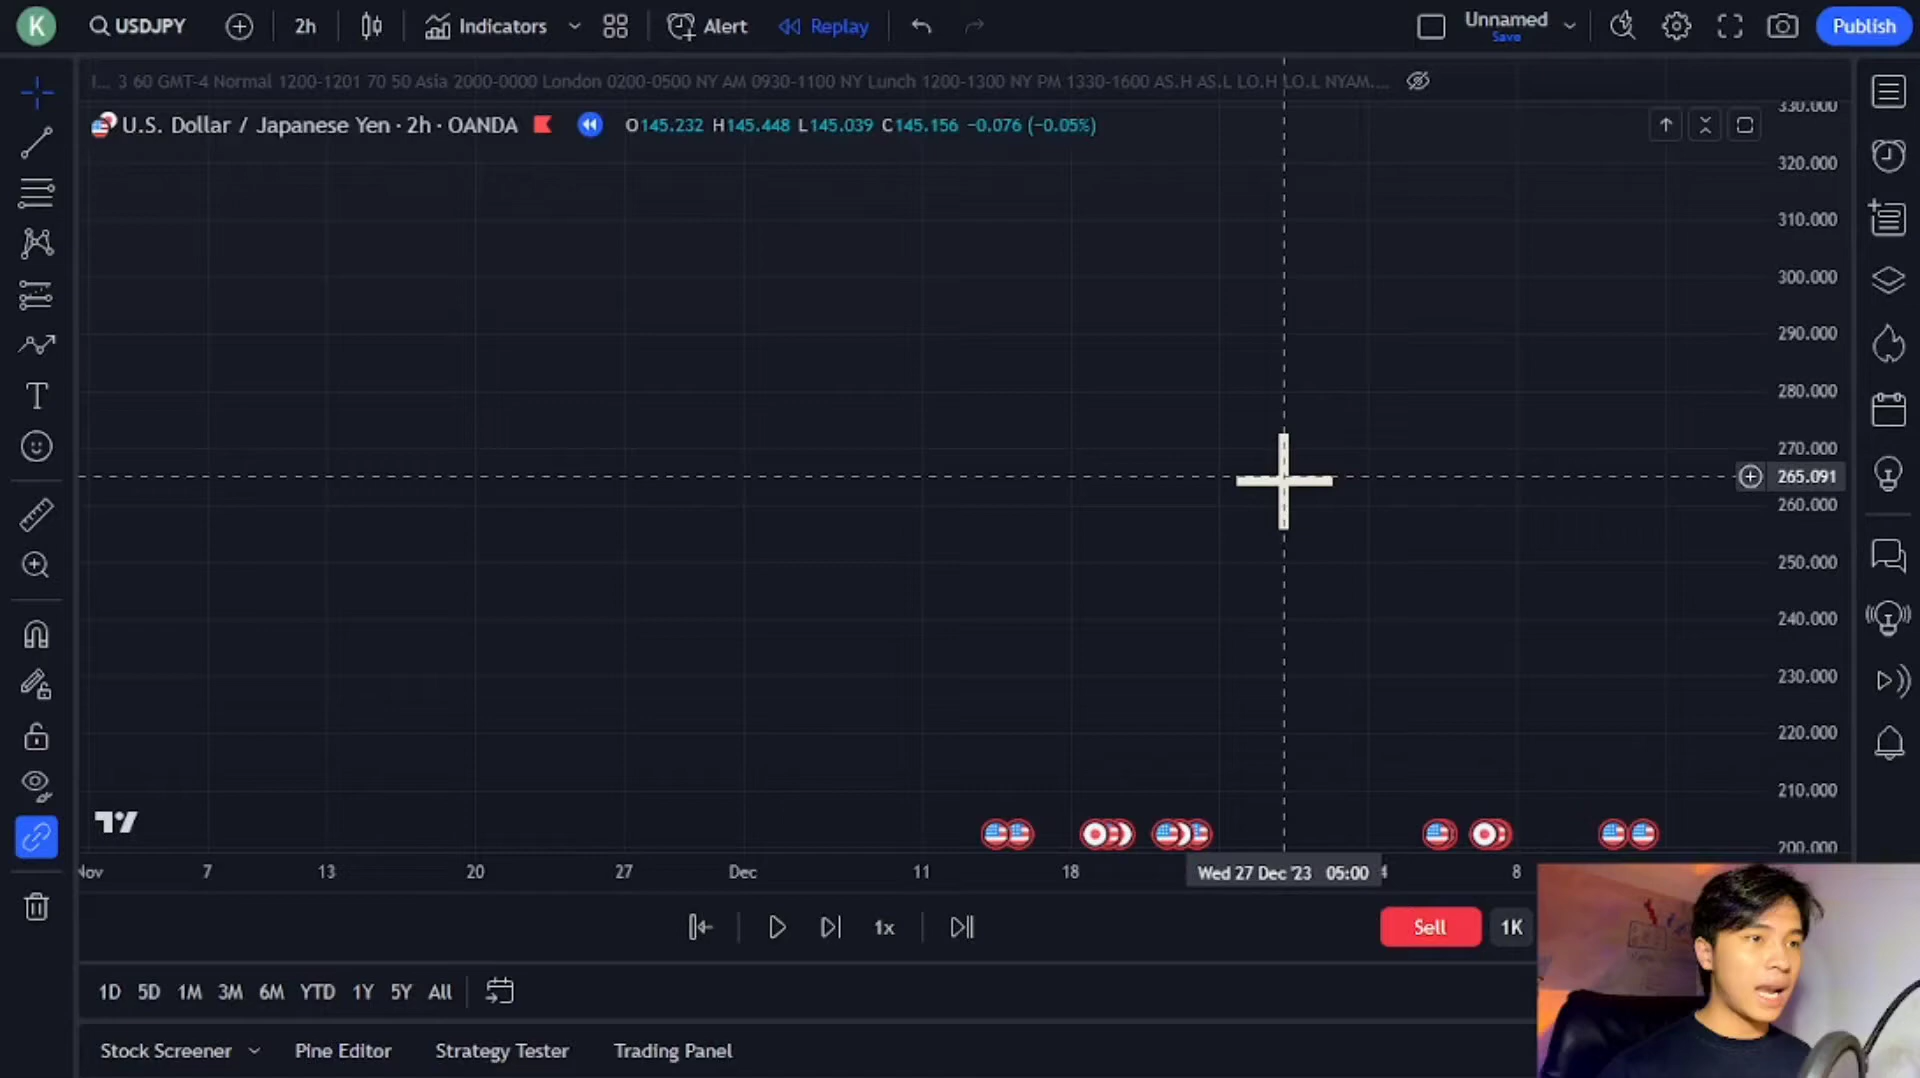 K USDJPY 2h Indicators Alert Replay Unnamed Save Publish
I... 3 60 GMT-4 Normal 1200-1201 70 50 Asia 2000-0000 London 0200-0500 NY AM 0930-1100 NY Lunch 1200-1300 NY PM 1330-1600 AS.H AS.L LO.H LO.L NYAM....
U.S. Dollar / Japanese Yen · 2h · OANDA O145.232 H145.448 L145.039 C145.156 −0.076 (−0.05%)
330.000
320.000
310.000
300.000
290.000
280.000
270.000
265.091
260.000
250.000
240.000
230.000
220.000
210.000
200.000
Nov 7 13 20 27 Dec 11 18 Wed 27 Dec '23 05:00 4 8
1x Sell 1K
1D 5D 1M 3M 6M YTD 1Y 5Y All
Stock Screener Pine Editor Strategy Tester Trading Panel